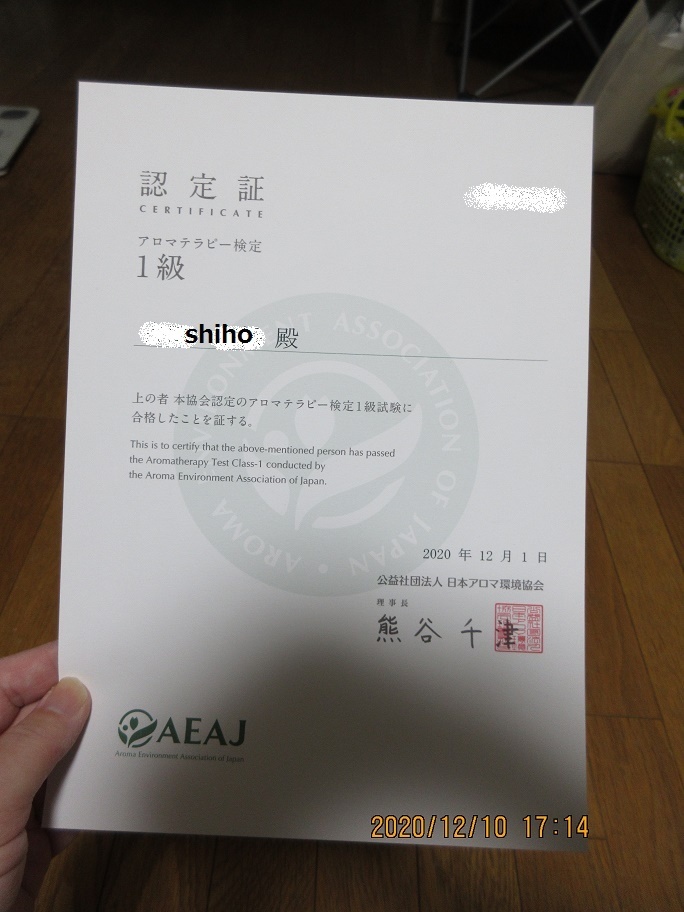 認定証
CERTIFICATE
アロマテラピー検定
1級
shiho 殿
上の者 本協会認定のアロマテラピー検定1級試験に
合格したことを証する。
This is to certify that the above-mentioned person has passed
the Aromatherapy Test Class-1 conducted by
the Aroma Environment Association of Japan.
AROMA ENVIRONMENT ASSOCIATION OF JAPAN
2020 年 12 月 1 日
公益社団法人 日本アロマ環境協会
理事長
熊谷千津
AEAJ
Aroma Environment Association of Japan
2020/12/10 17:14